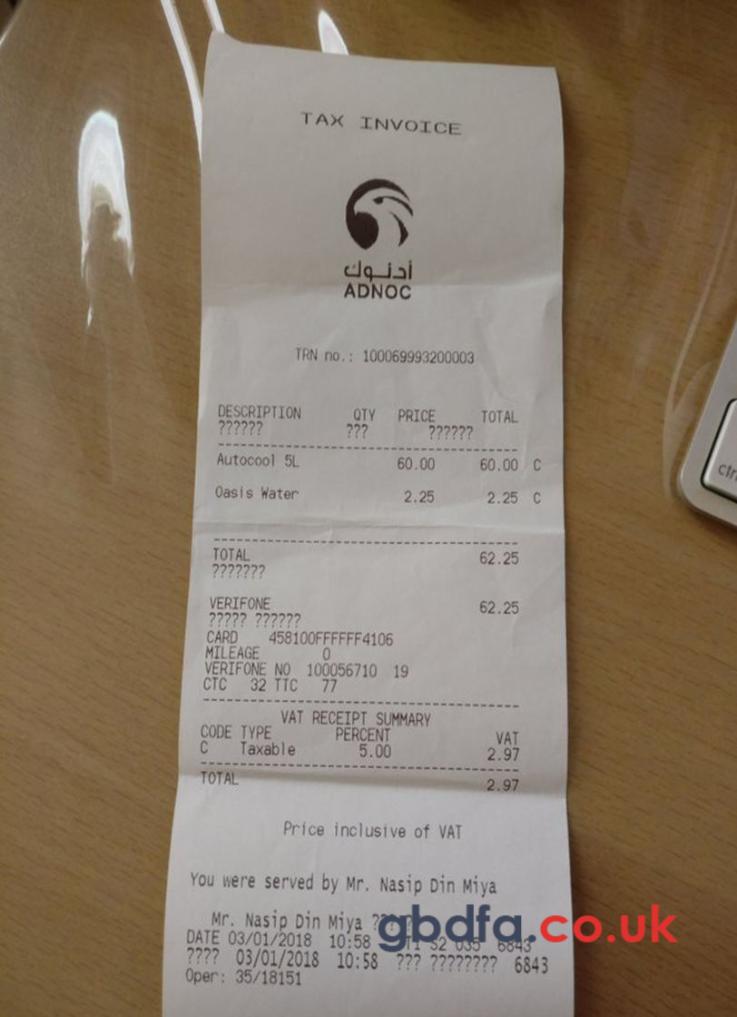 TAX INVOICE
أدنوك
ADNOC
TRN no.: 100069993200003
DESCRIPTION QTY PRICE TOTAL
?????? ??? ??????
Autocool 5L 60.00 60.00 C
Oasis Water 2.25 2.25 C
TOTAL 62.25
???????
VERIFONE 62.25
????? ??????
CARD 458100FFFFFF4106
MILEAGE 0
VERIFONE NO 100056710 19
CTC 32 TTC 77
VAT RECEIPT SUMMARY
CODE TYPE PERCENT VAT
C Taxable 5.00 2.97
TOTAL 2.97
Price inclusive of VAT
You were served by Mr. Nasip Din Miya
Mr. Nasip Din Miya
gbdfa.co.uk
DATE 03/01/2018 10:58 S2 035 6843
???? 03/01/2018 10:58 ??? ???????? 6843
Oper: 35/18151